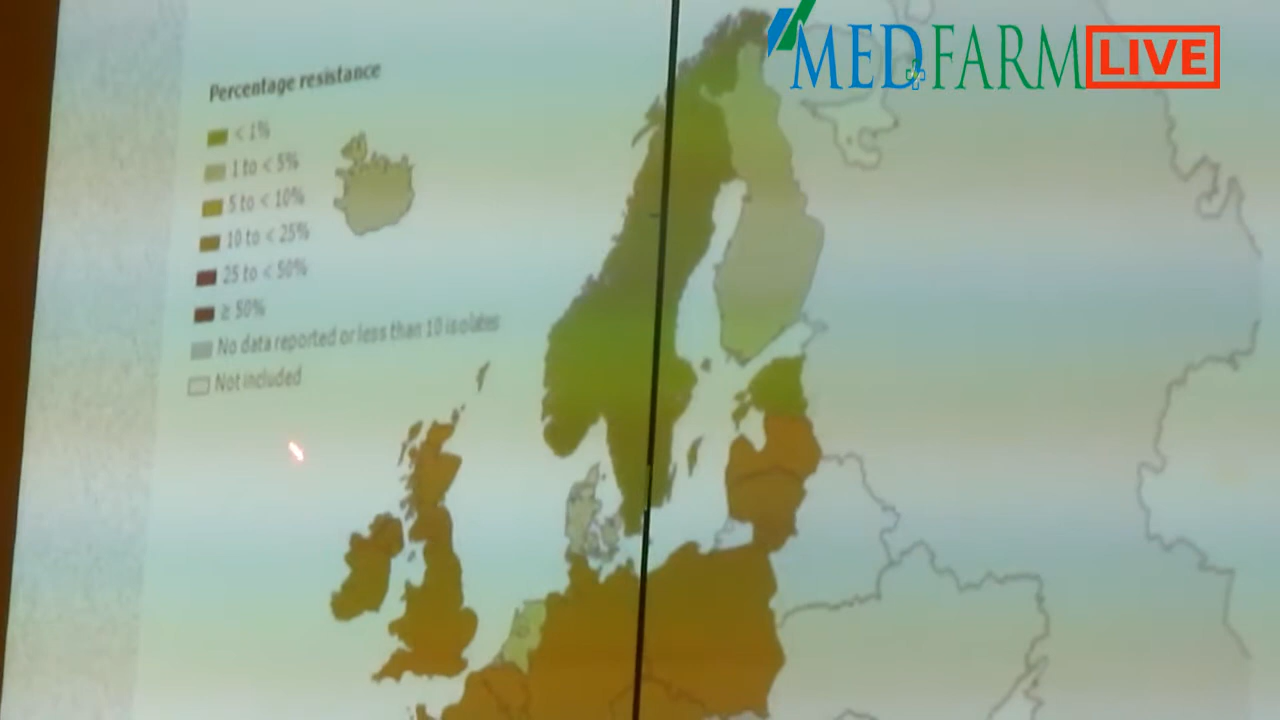 MEDFARM LIVE
Percentage resistance
< 1%
1 to < 5%
5 to < 10%
10 to < 25%
25 to < 50%
≥ 50%
No data reported or less than 10 isolates
Not included